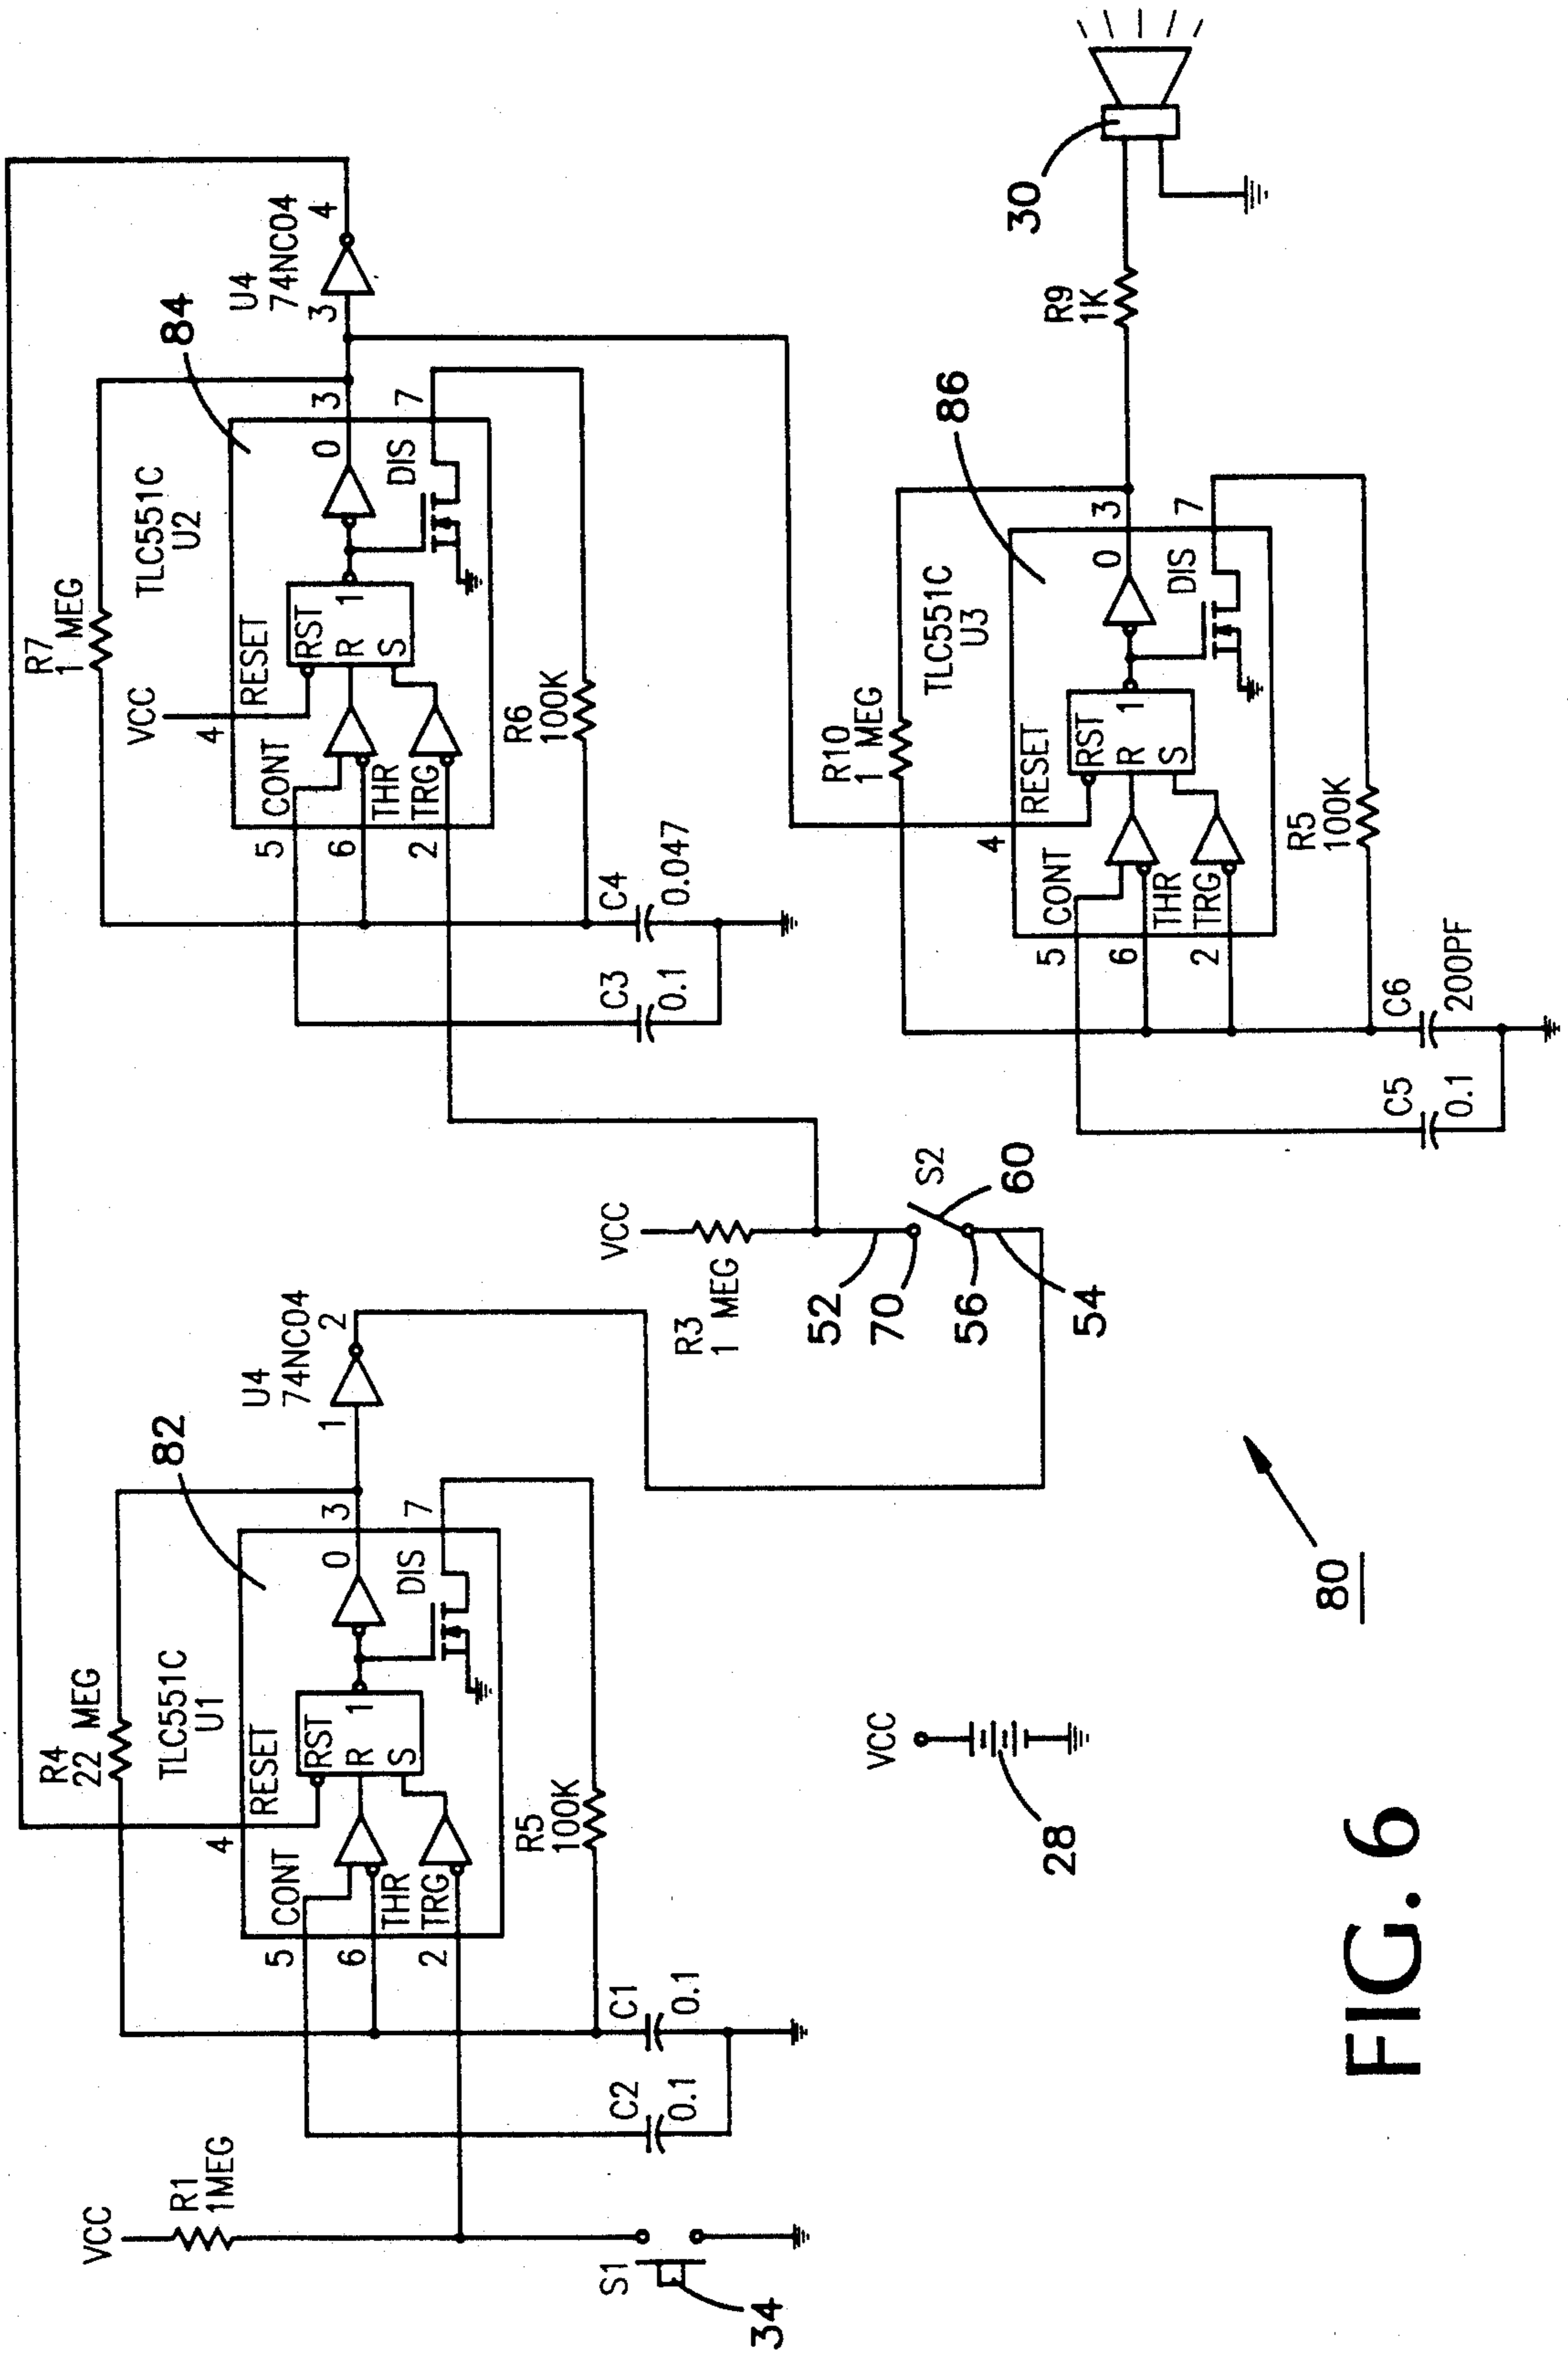 VCC
R1
1MEG
S1
34
R4
22 MEG
TLC551C
U1
82
4
RESET
RST
R
S
1
0
3
5
CONT
6
THR
2
TRG
DIS
7
R5
100K
C1
0.1
C2
0.1
U4
74NC04
1
2
VCC
R3
1 MEG
52
70
56
54
S2
60
VCC
28
R7
1 MEG
VCC
TLC551C
U2
84
4
RESET
RST
R
S
1
0
3
5
CONT
6
THR
2
TRG
DIS
7
R6
100K
C4
0.047
C3
0.1
U4
74NC04
3
4
R10
1 MEG
TLC551C
U3
86
4
RESET
RST
R
S
1
0
3
5
CONT
6
THR
2
TRG
DIS
7
R5
100K
C6
200PF
C5
0.1
R9
1K
30
80
FIG. 6